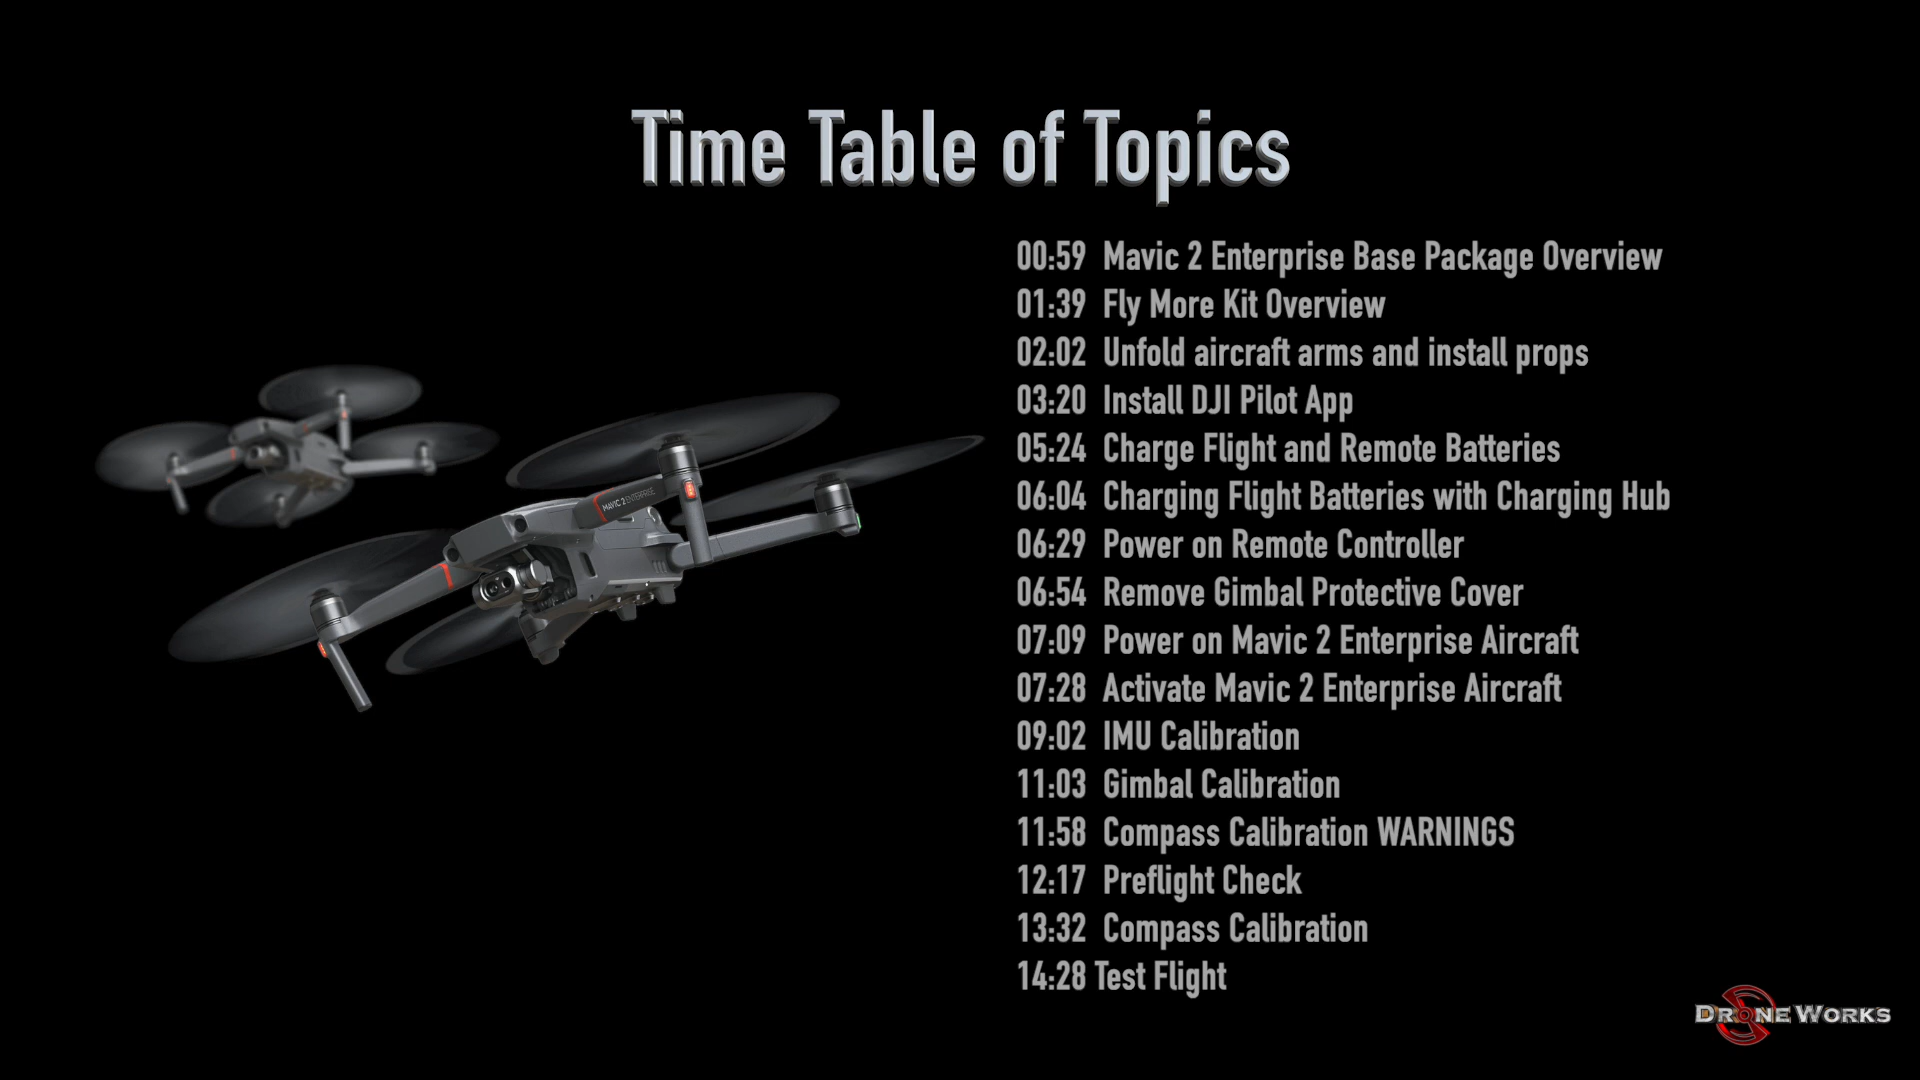 Time Table of Topics
00:59 Mavic 2 Enterprise Base Package Overview
01:39 Fly More Kit Overview
02:02 Unfold aircraft arms and install props
03:20 Install DJI Pilot App
05:24 Charge Flight and Remote Batteries
06:04 Charging Flight Batteries with Charging Hub
06:29 Power on Remote Controller
06:54 Remove Gimbal Protective Cover
07:09 Power on Mavic 2 Enterprise Aircraft
07:28 Activate Mavic 2 Enterprise Aircraft
09:02 IMU Calibration
11:03 Gimbal Calibration
11:58 Compass Calibration WARNINGS
12:17 Preflight Check
13:32 Compass Calibration
14:28 Test Flight
MAVIC 2 ENTERPRISE
DRONE WORKS